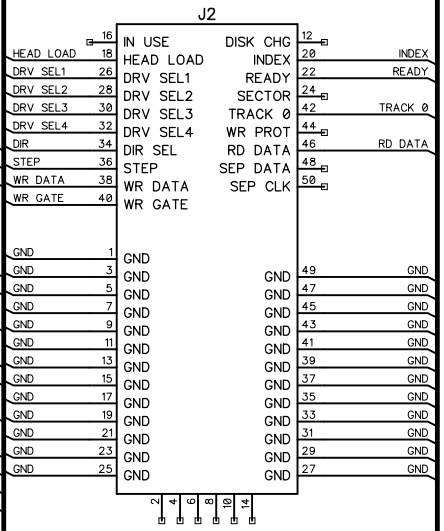 J2
16 IN USE DISK CHG 12
HEAD LOAD 18 HEAD LOAD INDEX 20 INDEX
DRV SEL1 26 DRV SEL1 READY 22 READY
DRV SEL2 28 DRV SEL2 SECTOR 24
DRV SEL3 30 DRV SEL3 TRACK 0 42 TRACK 0
DRV SEL4 32 DRV SEL4 WR PROT 44
DIR 34 DIR SEL RD DATA 46 RD DATA
STEP 36 STEP SEP DATA 48
WR DATA 38 WR DATA SEP CLK 50
WR GATE 40 WR GATE
GND 1 GND
GND 3 GND GND 49 GND
GND 5 GND GND 47 GND
GND 7 GND GND 45 GND
GND 9 GND GND 43 GND
GND 11 GND GND 41 GND
GND 13 GND GND 39 GND
GND 15 GND GND 37 GND
GND 17 GND GND 35 GND
GND 19 GND GND 33 GND
GND 21 GND GND 31 GND
GND 23 GND GND 29 GND
GND 25 GND GND 27 GND
2 4 6 8 10 14